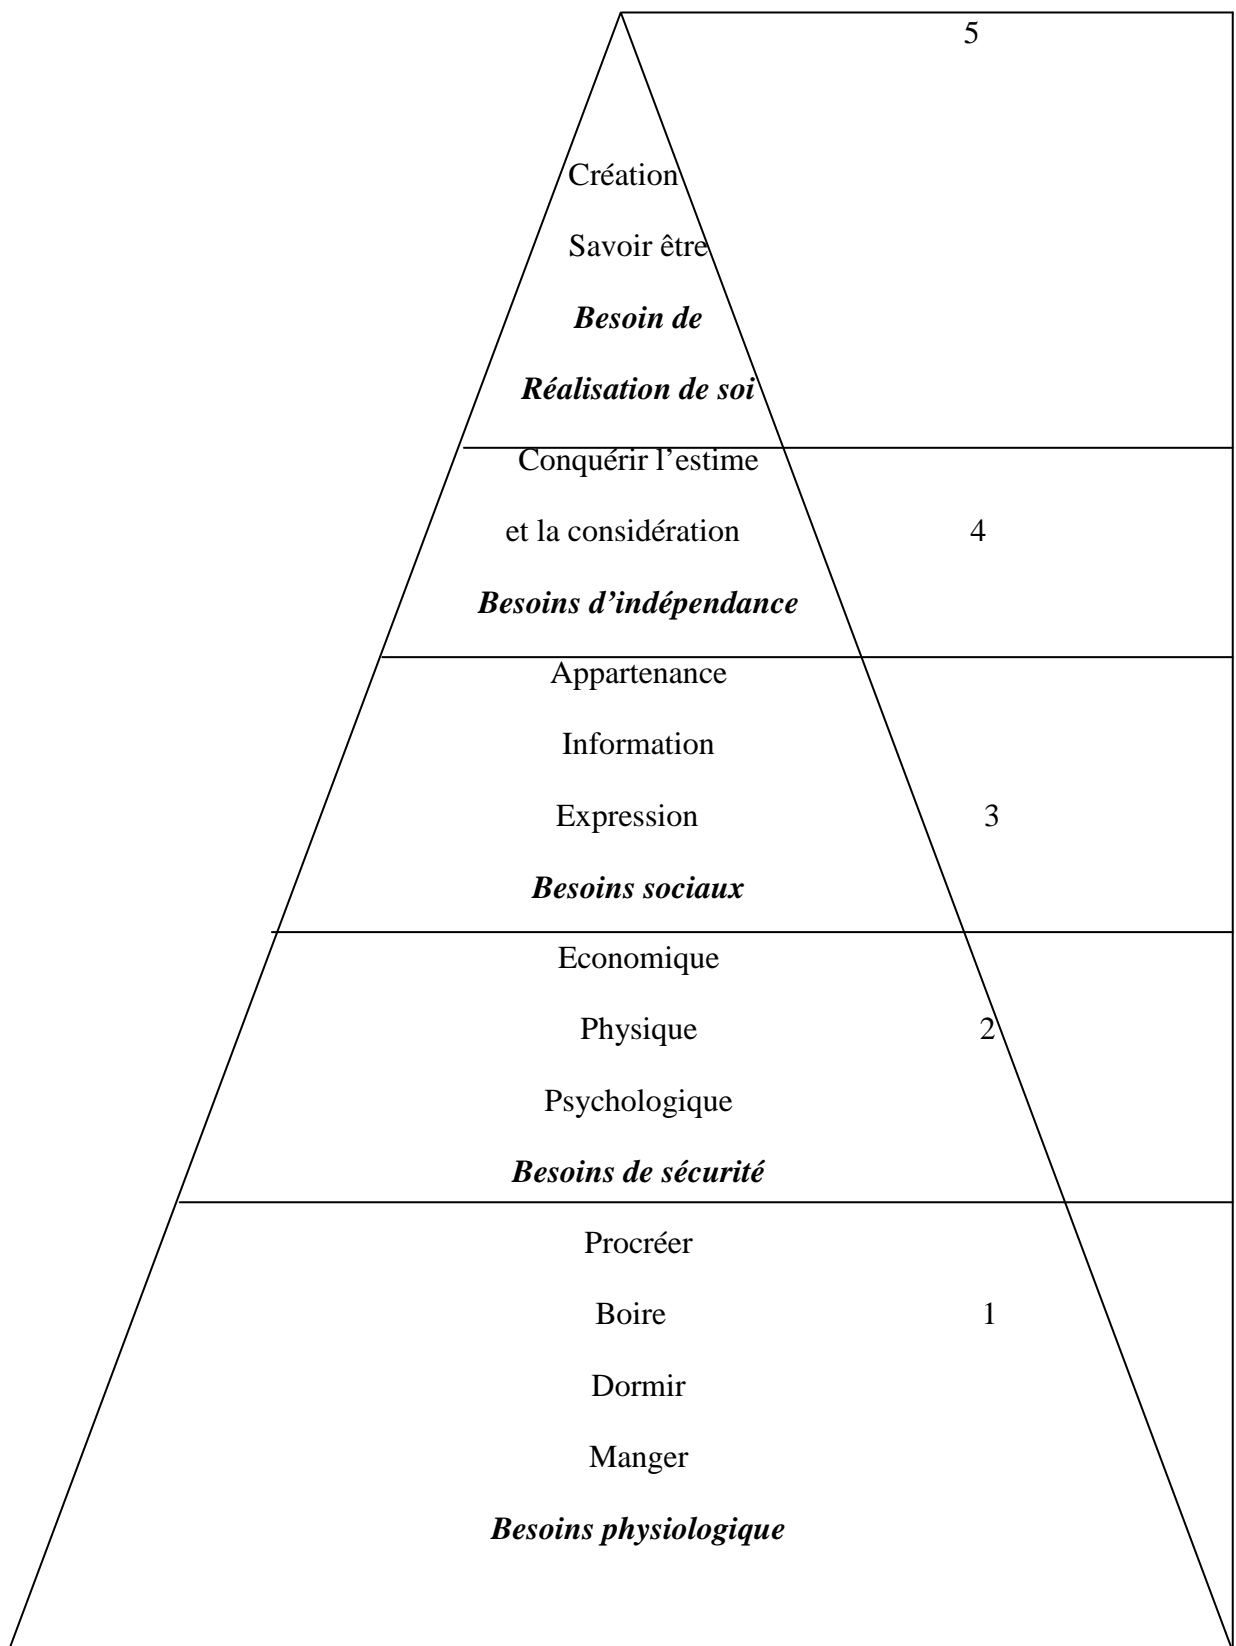 5
Création
Savoir être
Besoin de
Réalisation de soi
Conquérir l’estime
et la considération 4
Besoins d’indépendance
Appartenance
Information
Expression 3
Besoins sociaux
Economique
Physique 2
Psychologique
Besoins de sécurité
Procréer
Boire 1
Dormir
Manger
Besoins physiologique